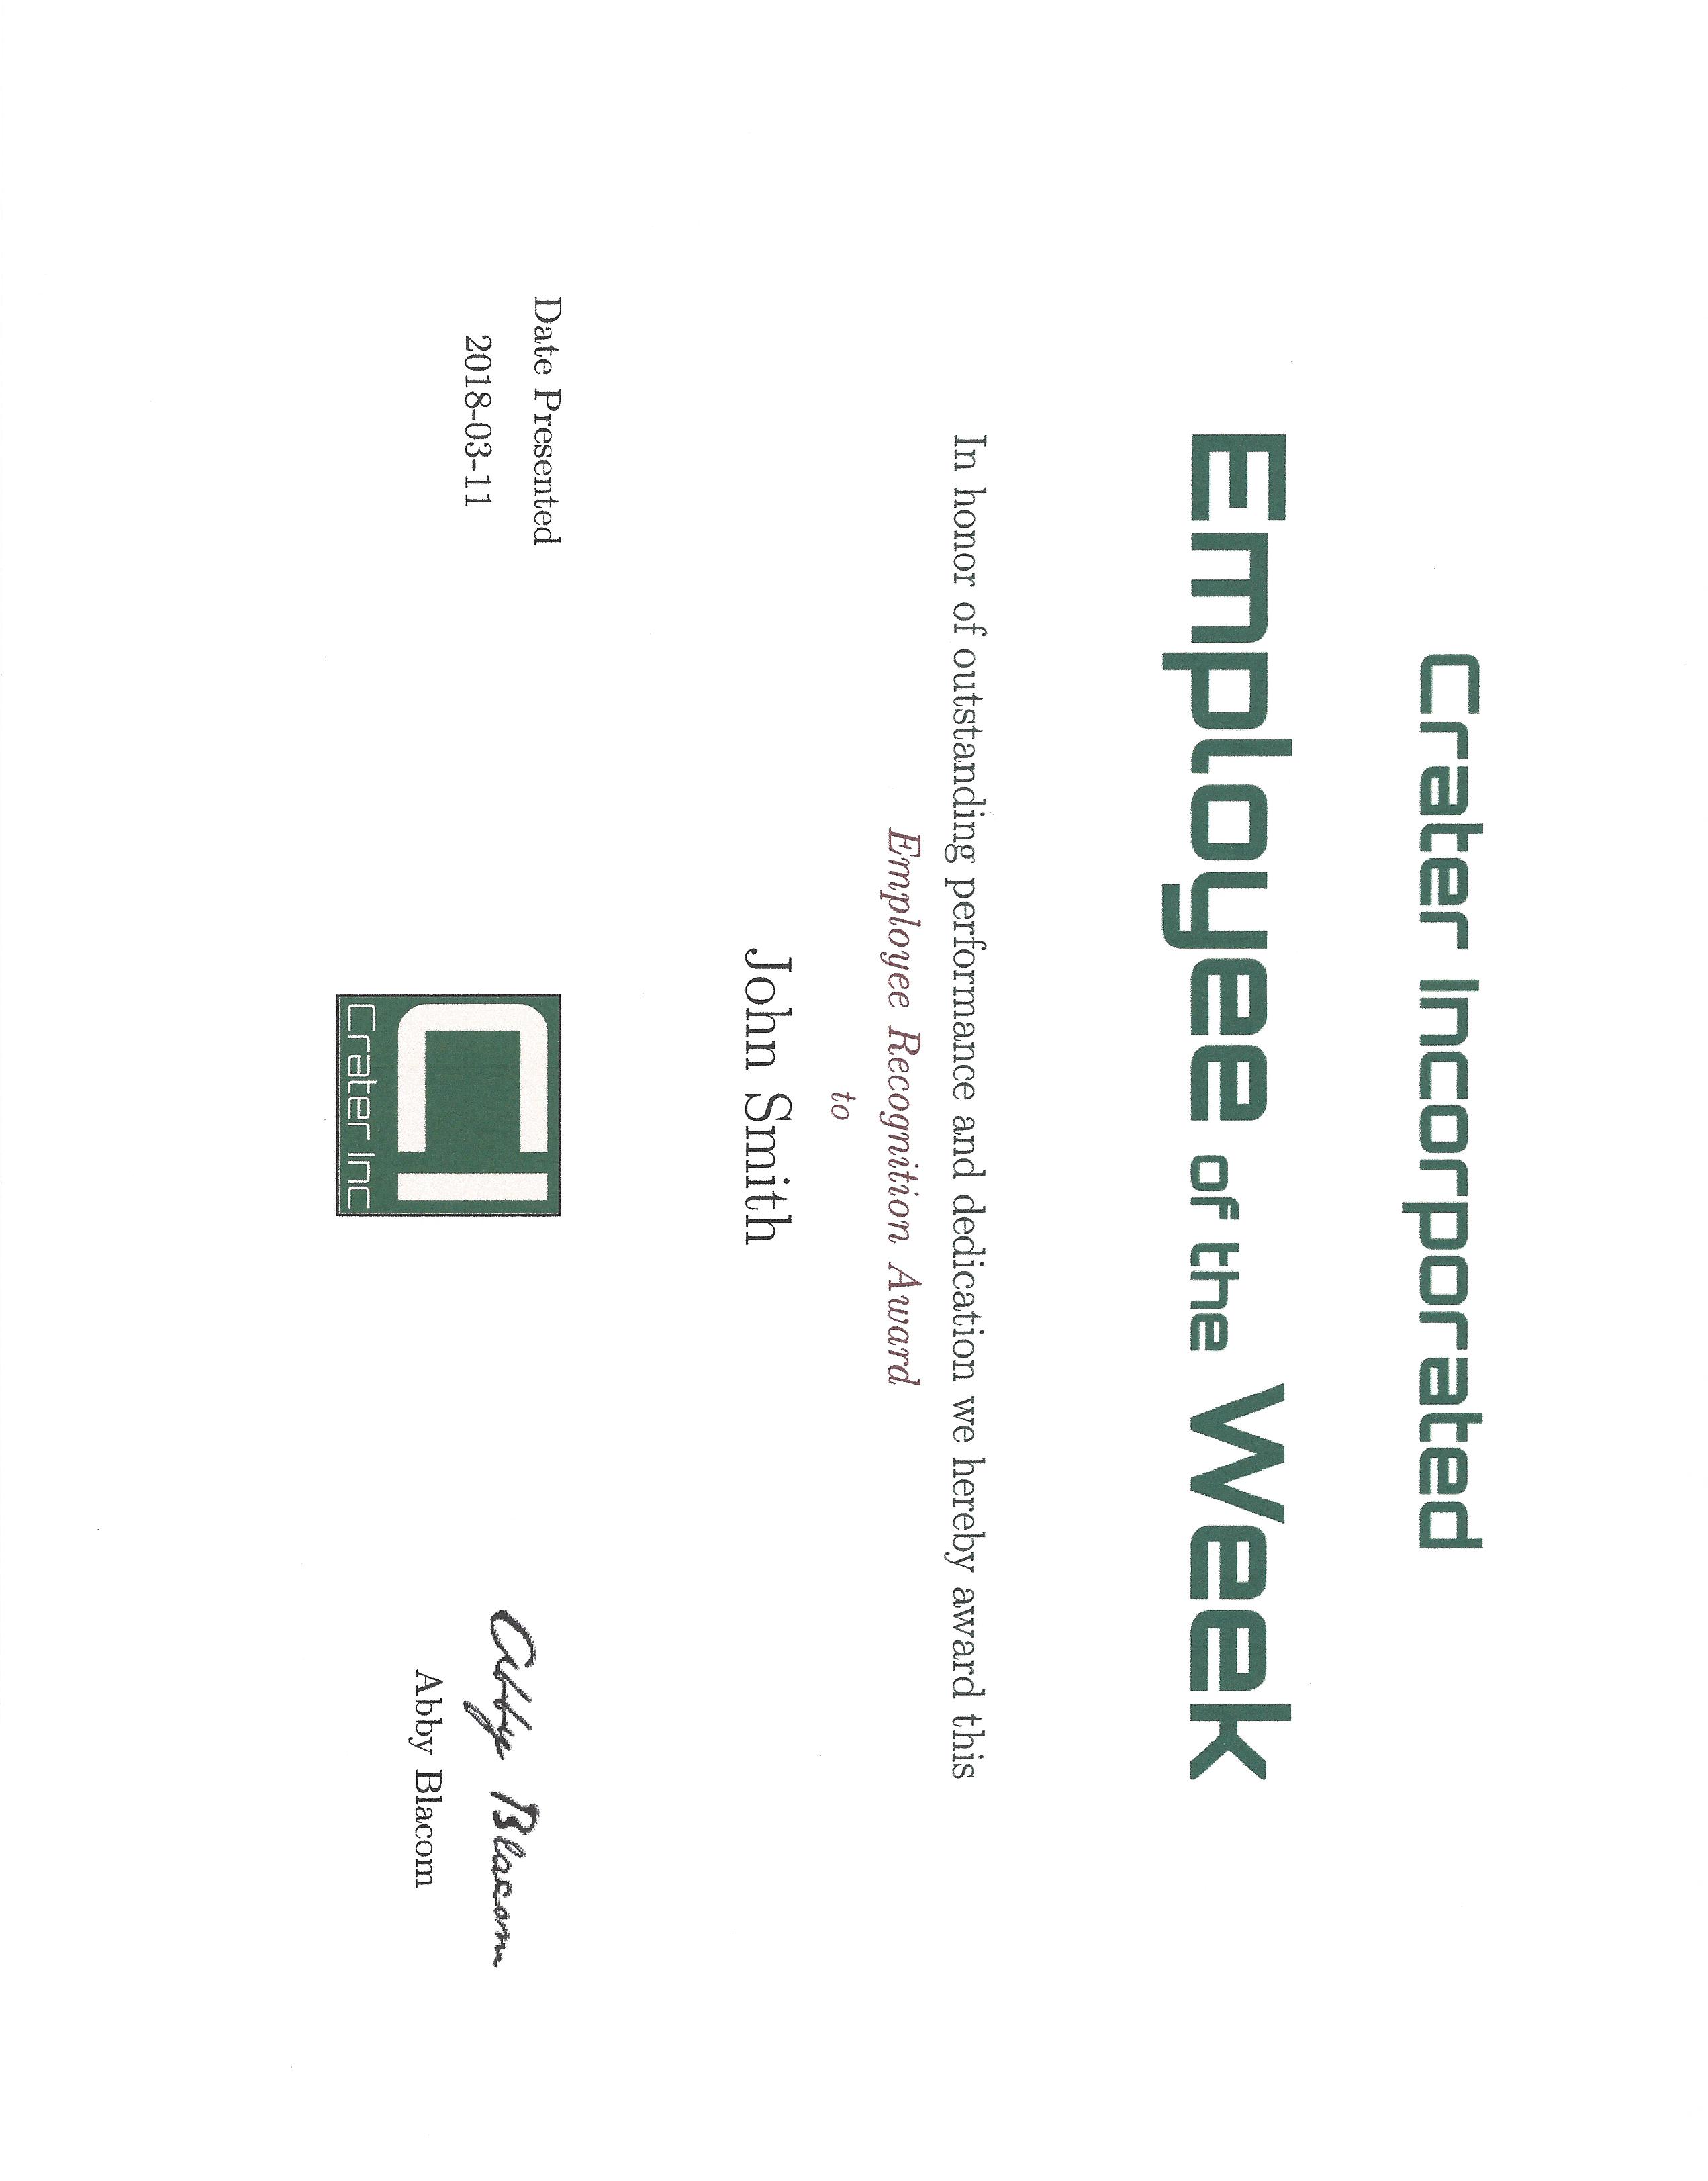 Crater Incorporated
Employee of the Week
In honor of outstanding performance and dedication we hereby award this
Employee Recognition Award
to
John Smith
Date Presented
2018-03-11
CI
Crater Inc
Abby Blacom
Abby Blacom